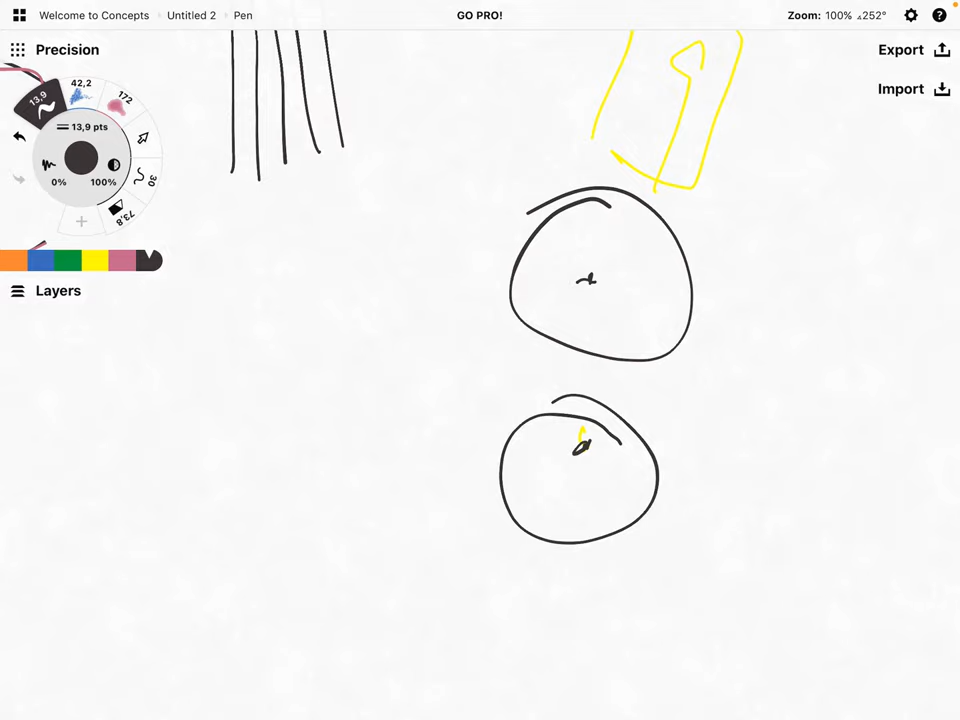 Welcome to Concepts Untitled 2 Pen GO PRO! Zoom: 100% ⊿252° ?
Precision
Export
Import
42,2
13,9
172
13,9 pts
30
0% 100%
73,8
+
Layers